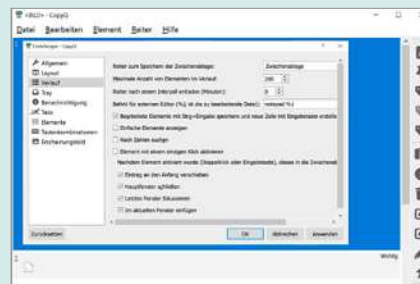 <BILD> - CopyQ
Datei Bearbeiten Element Reiter Hilfe
Einstellungen - CopyQ
Allgemein
Layout
Verlauf
Tray
Benachrichtigung
Tabs
Elemente
Tastenkombinationen
Erscheinungsbild
Reiter zum Speichern der Zwischenablage: Zwischenablage
Maximale Anzahl von Elementen im Verlauf: 200
Reiter nach einem Intervall entladen (Minuten): 0
Befehl für externen Editor (%1 ist die zu bearbeitende Datei): notepad %1
Bearbeitete Elemente mit Strg+Eingabe speichern und neue Zeile mit Eingabetaste erstelle
Einfache Elemente anzeigen
Nach Zahlen suchen
Element mit einem einzigen Klick aktivieren
Nachdem Element aktiviert wurde (Doppelklick oder Eingabetaste), dieses in die Zwischenab
Eintrag an den Anfang verschieben
Hauptfenster schließen
Letztes Fenster fokussieren
Im aktuellen Fenster einfügen
Zurücksetzen OK Abbrechen Anwenden
Wichtig